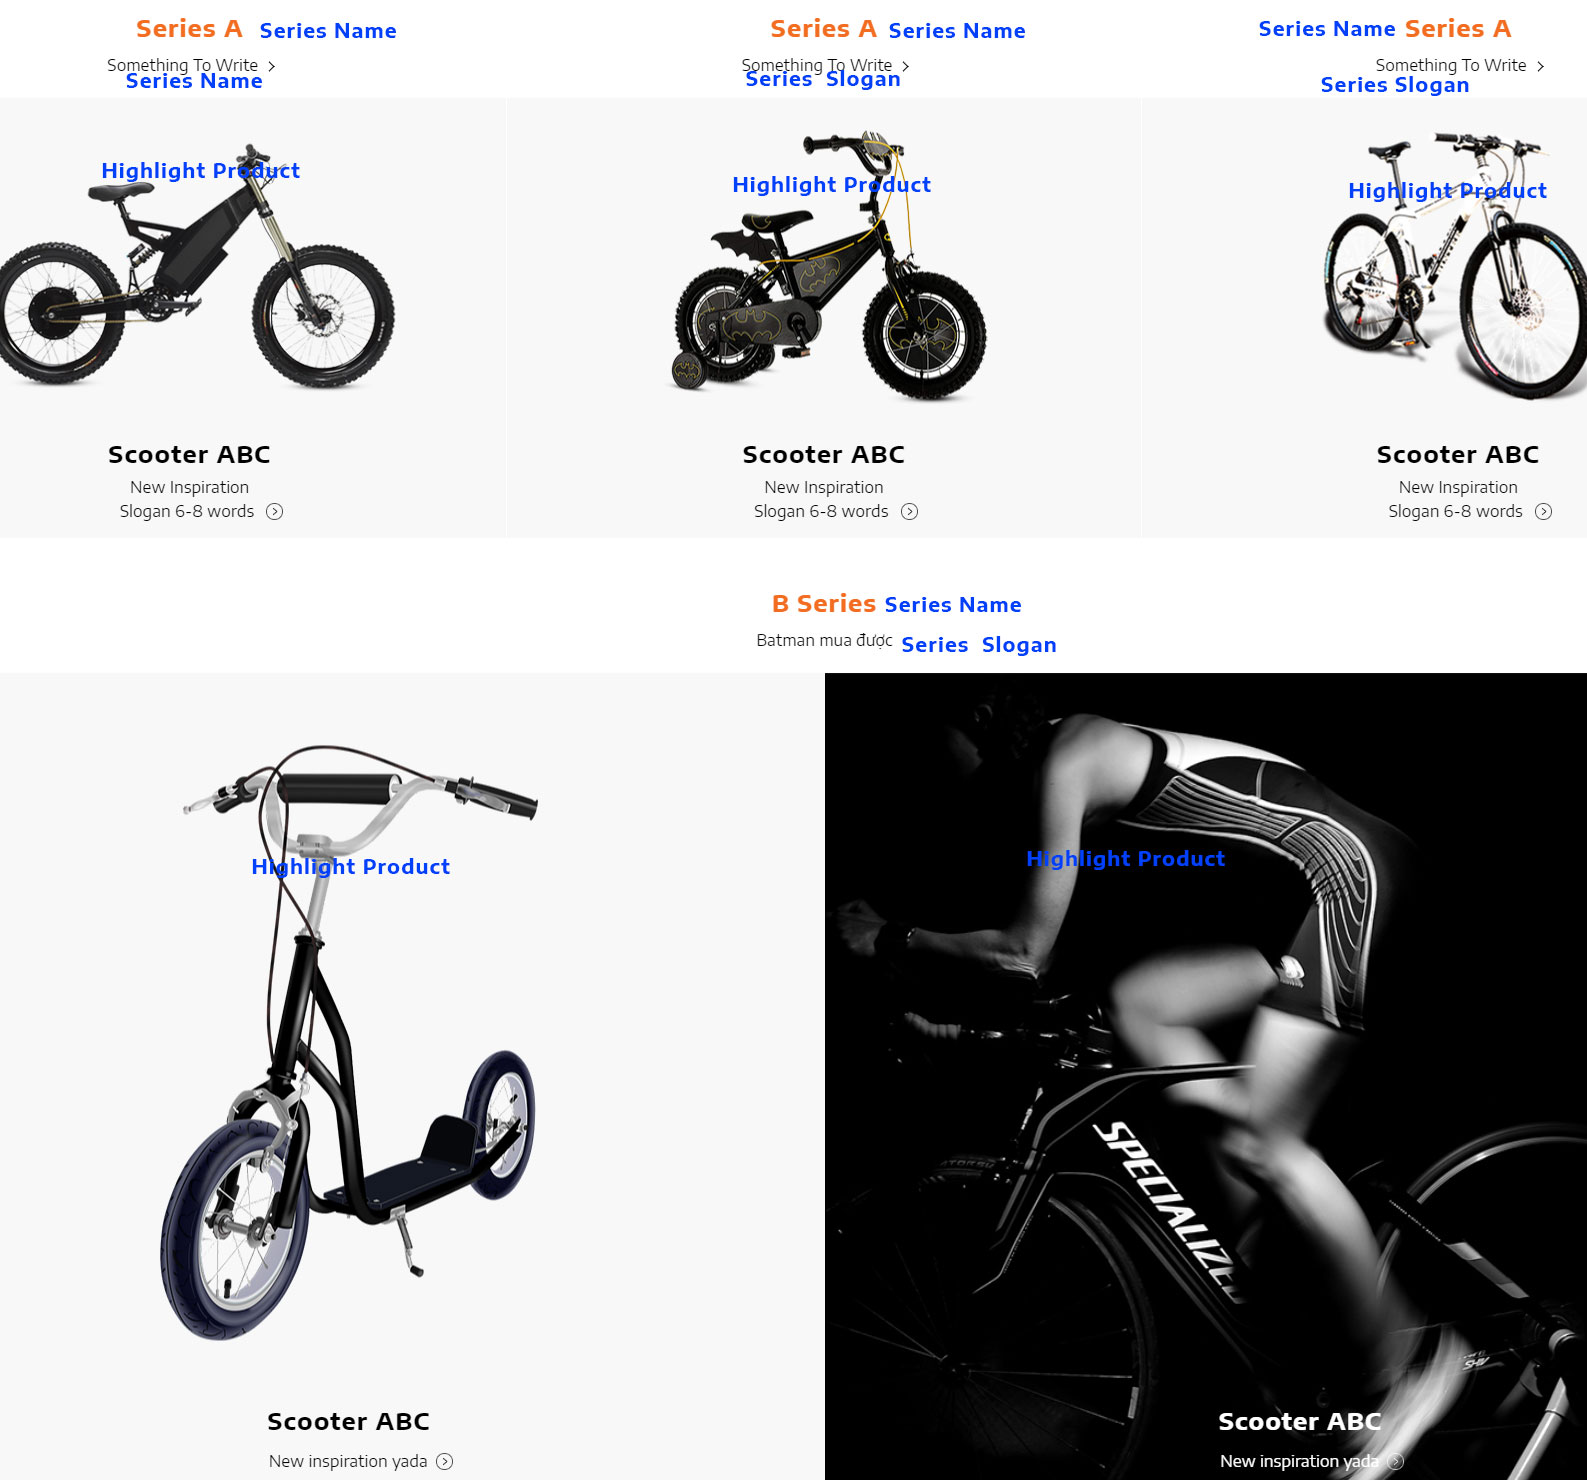 Series A Series Name
Something To Write
Series Name
Series A Series Name
Something To Write
Series Slogan
Series Name Series A
Something To Write
Series Slogan
Highlight Product
Scooter ABC
New Inspiration
Slogan 6-8 words
Highlight Product
Scooter ABC
New Inspiration
Slogan 6-8 words
Highlight Product
Scooter ABC
New Inspiration
Slogan 6-8 words
B Series Series Name
Batman mua được Series Slogan
Highlight Product
Scooter ABC
New inspiration yada
Highlight Product
SPECIALIZED
SHIV
Scooter ABC
New inspiration yada